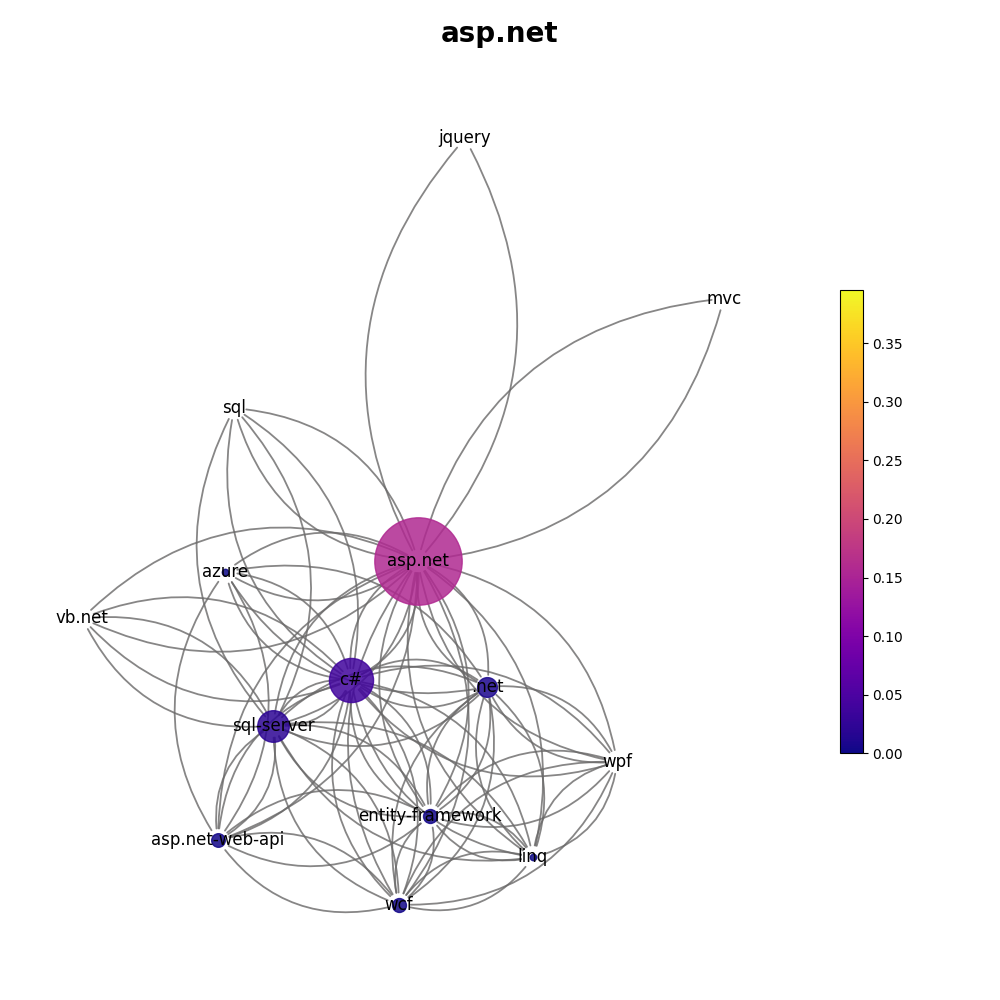 asp.net
jquery
mvc
0.35
0.30
sql
0.25
0.20
asp.net
azure
0.15
vb.net
0.10
c#
.net
0.05
sql-server
0.00
wpf
entity-framework
asp.net-web-api
linq
wcf